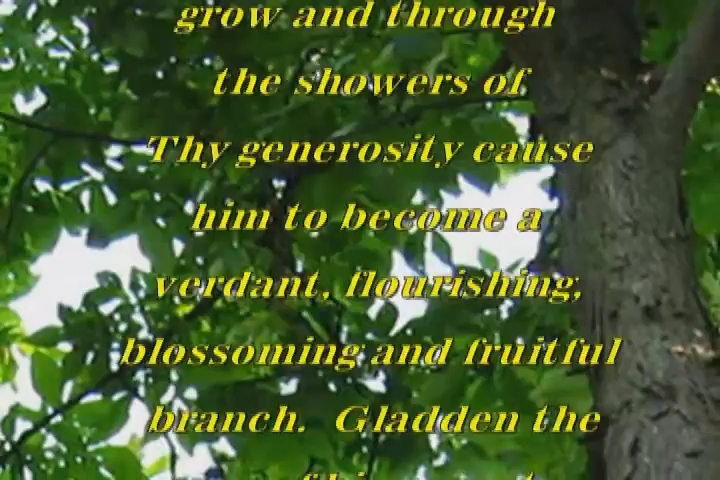 grow and through
the showers of
Thy generosity cause
him to become a
verdant, flourishing,
blossoming and fruitful
branch.  Gladden the